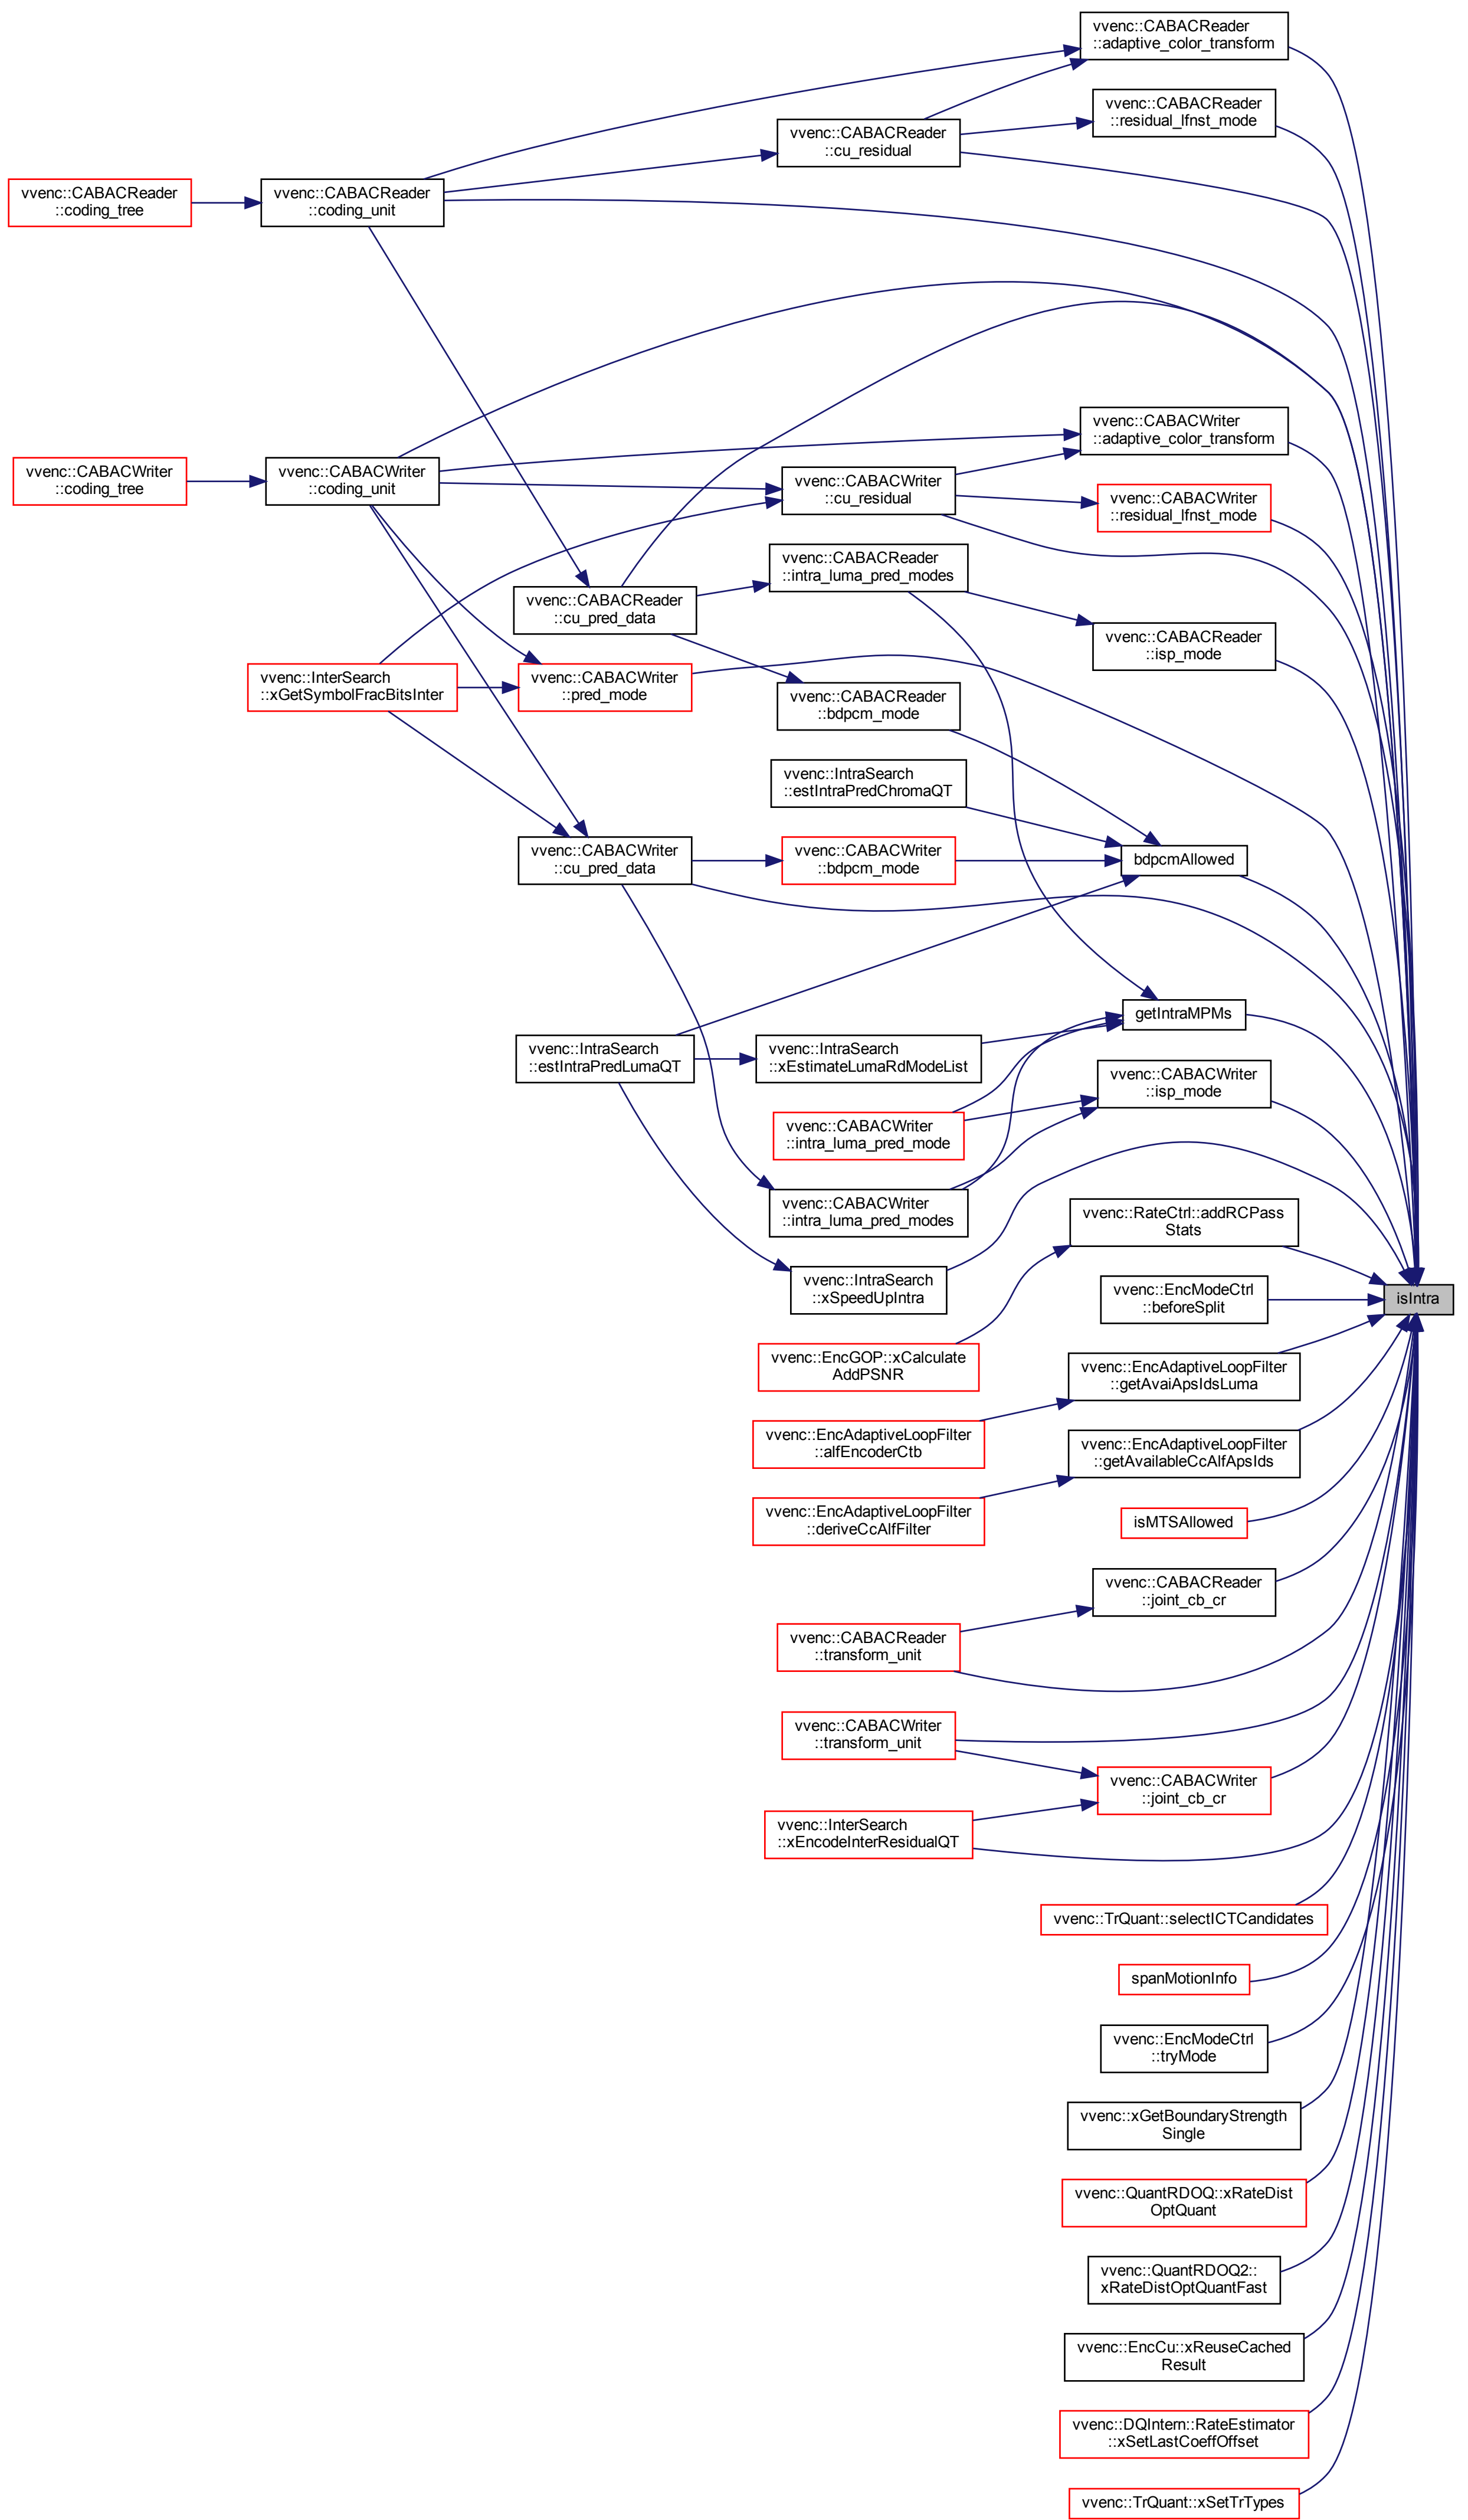 vvenc::CABACReader
::adaptive_color_transform
vvenc::CABACReader
::residual_lfnst_mode
vvenc::CABACReader
::cu_residual
vvenc::CABACReader
::coding_tree
vvenc::CABACReader
::coding_unit
vvenc::CABACWriter
::adaptive_color_transform
vvenc::CABACWriter
::coding_tree
vvenc::CABACWriter
::coding_unit
vvenc::CABACWriter
::cu_residual
vvenc::CABACWriter
::residual_lfnst_mode
vvenc::CABACReader
::intra_luma_pred_modes
vvenc::CABACReader
::cu_pred_data
vvenc::CABACReader
::isp_mode
vvenc::InterSearch
::xGetSymbolFracBitsInter
vvenc::CABACWriter
::pred_mode
vvenc::CABACReader
::bdpcm_mode
vvenc::IntraSearch
::estIntraPredChromaQT
vvenc::CABACWriter
::cu_pred_data
vvenc::CABACWriter
::bdpcm_mode
bdpcmAllowed
getIntraMPMs
vvenc::IntraSearch
::estIntraPredLumaQT
vvenc::IntraSearch
::xEstimateLumaRdModeList
vvenc::CABACWriter
::isp_mode
vvenc::CABACWriter
::intra_luma_pred_mode
vvenc::CABACWriter
::intra_luma_pred_modes
vvenc::RateCtrl::addRCPass
Stats
vvenc::IntraSearch
::xSpeedUpIntra
vvenc::EncModeCtrl
::beforeSplit
isIntra
vvenc::EncGOP::xCalculate
AddPSNR
vvenc::EncAdaptiveLoopFilter
::getAvaiApsIdsLuma
vvenc::EncAdaptiveLoopFilter
::alfEncoderCtb
vvenc::EncAdaptiveLoopFilter
::getAvailableCcAlfApsIds
vvenc::EncAdaptiveLoopFilter
::deriveCcAlfFilter
isMTSAllowed
vvenc::CABACReader
::joint_cb_cr
vvenc::CABACReader
::transform_unit
vvenc::CABACWriter
::transform_unit
vvenc::CABACWriter
::joint_cb_cr
vvenc::InterSearch
::xEncodeInterResidualQT
vvenc::TrQuant::selectICTCandidates
spanMotionInfo
vvenc::EncModeCtrl
::tryMode
vvenc::xGetBoundaryStrength
Single
vvenc::QuantRDOQ::xRateDist
OptQuant
vvenc::QuantRDOQ2::
xRateDistOptQuantFast
vvenc::EncCu::xReuseCached
Result
vvenc::DQIntern::RateEstimator
::xSetLastCoeffOffset
vvenc::TrQuant::xSetTrTypes